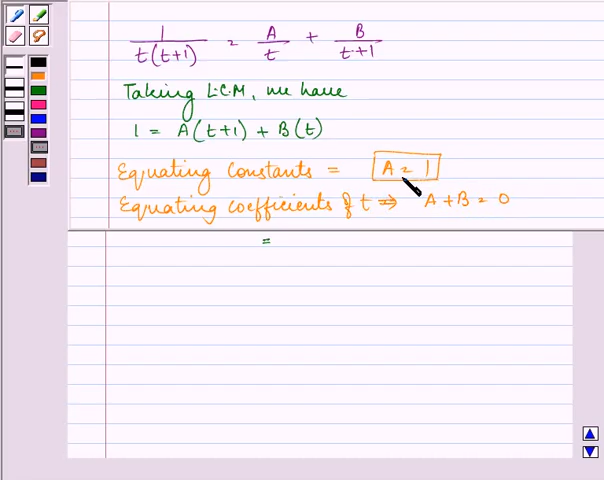 1/t(t+1) = A/t + B/t+1
Taking L.C.M, we have
1 = A(t+1) + B(t)
Equating Constants = A = 1
Equating coefficients of t ⇒ A + B = 0
=